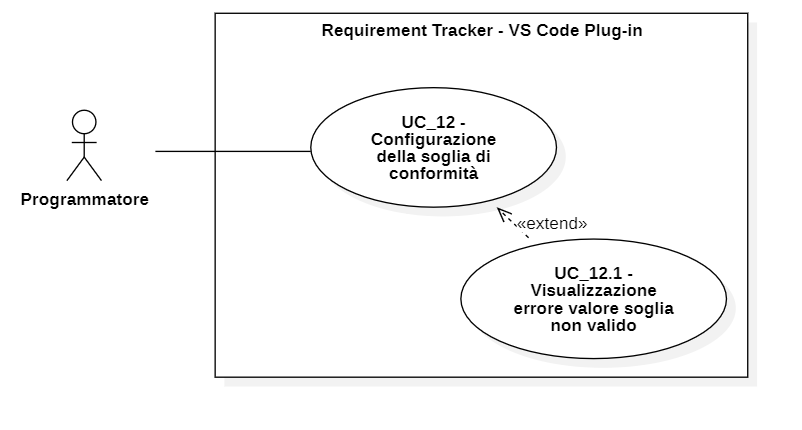 Requirement Tracker - VS Code Plug-in
UC_12 -
Configurazione
della soglia di
conformità
Programmatore
«extend»
UC_12.1 -
Visualizzazione
errore valore soglia
non valido